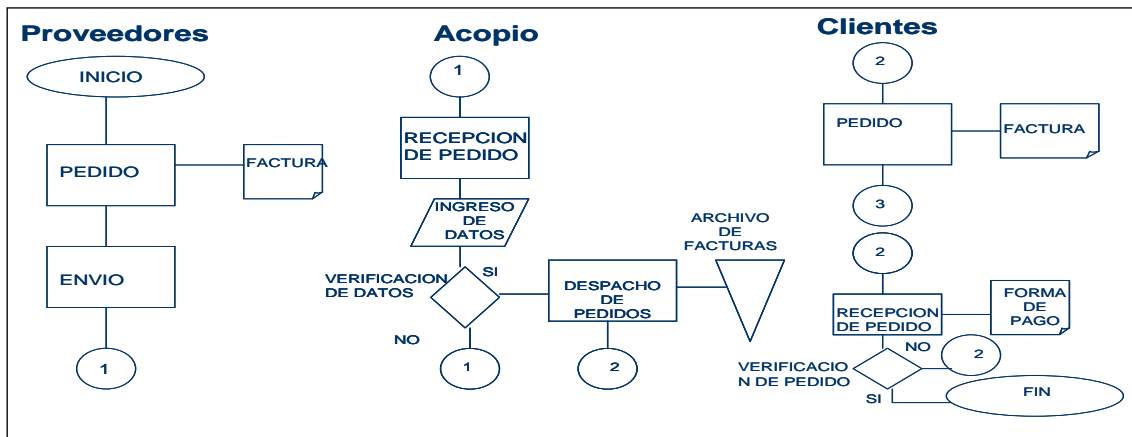 Proveedores
INICIO
PEDIDO
FACTURA
ENVIO
1
Acopio
1
RECEPCION
DE PEDIDO
INGRESO
DE
DATOS
VERIFICACION
DE DATOS
SI
NO
1
DESPACHO
DE
PEDIDOS
2
ARCHIVO
DE
FACTURAS
Clientes
2
PEDIDO
FACTURA
3
2
RECEPCION
DE PEDIDO
FORMA
DE
PAGO
VERIFICACIO
N DE PEDIDO
NO
2
SI
FIN